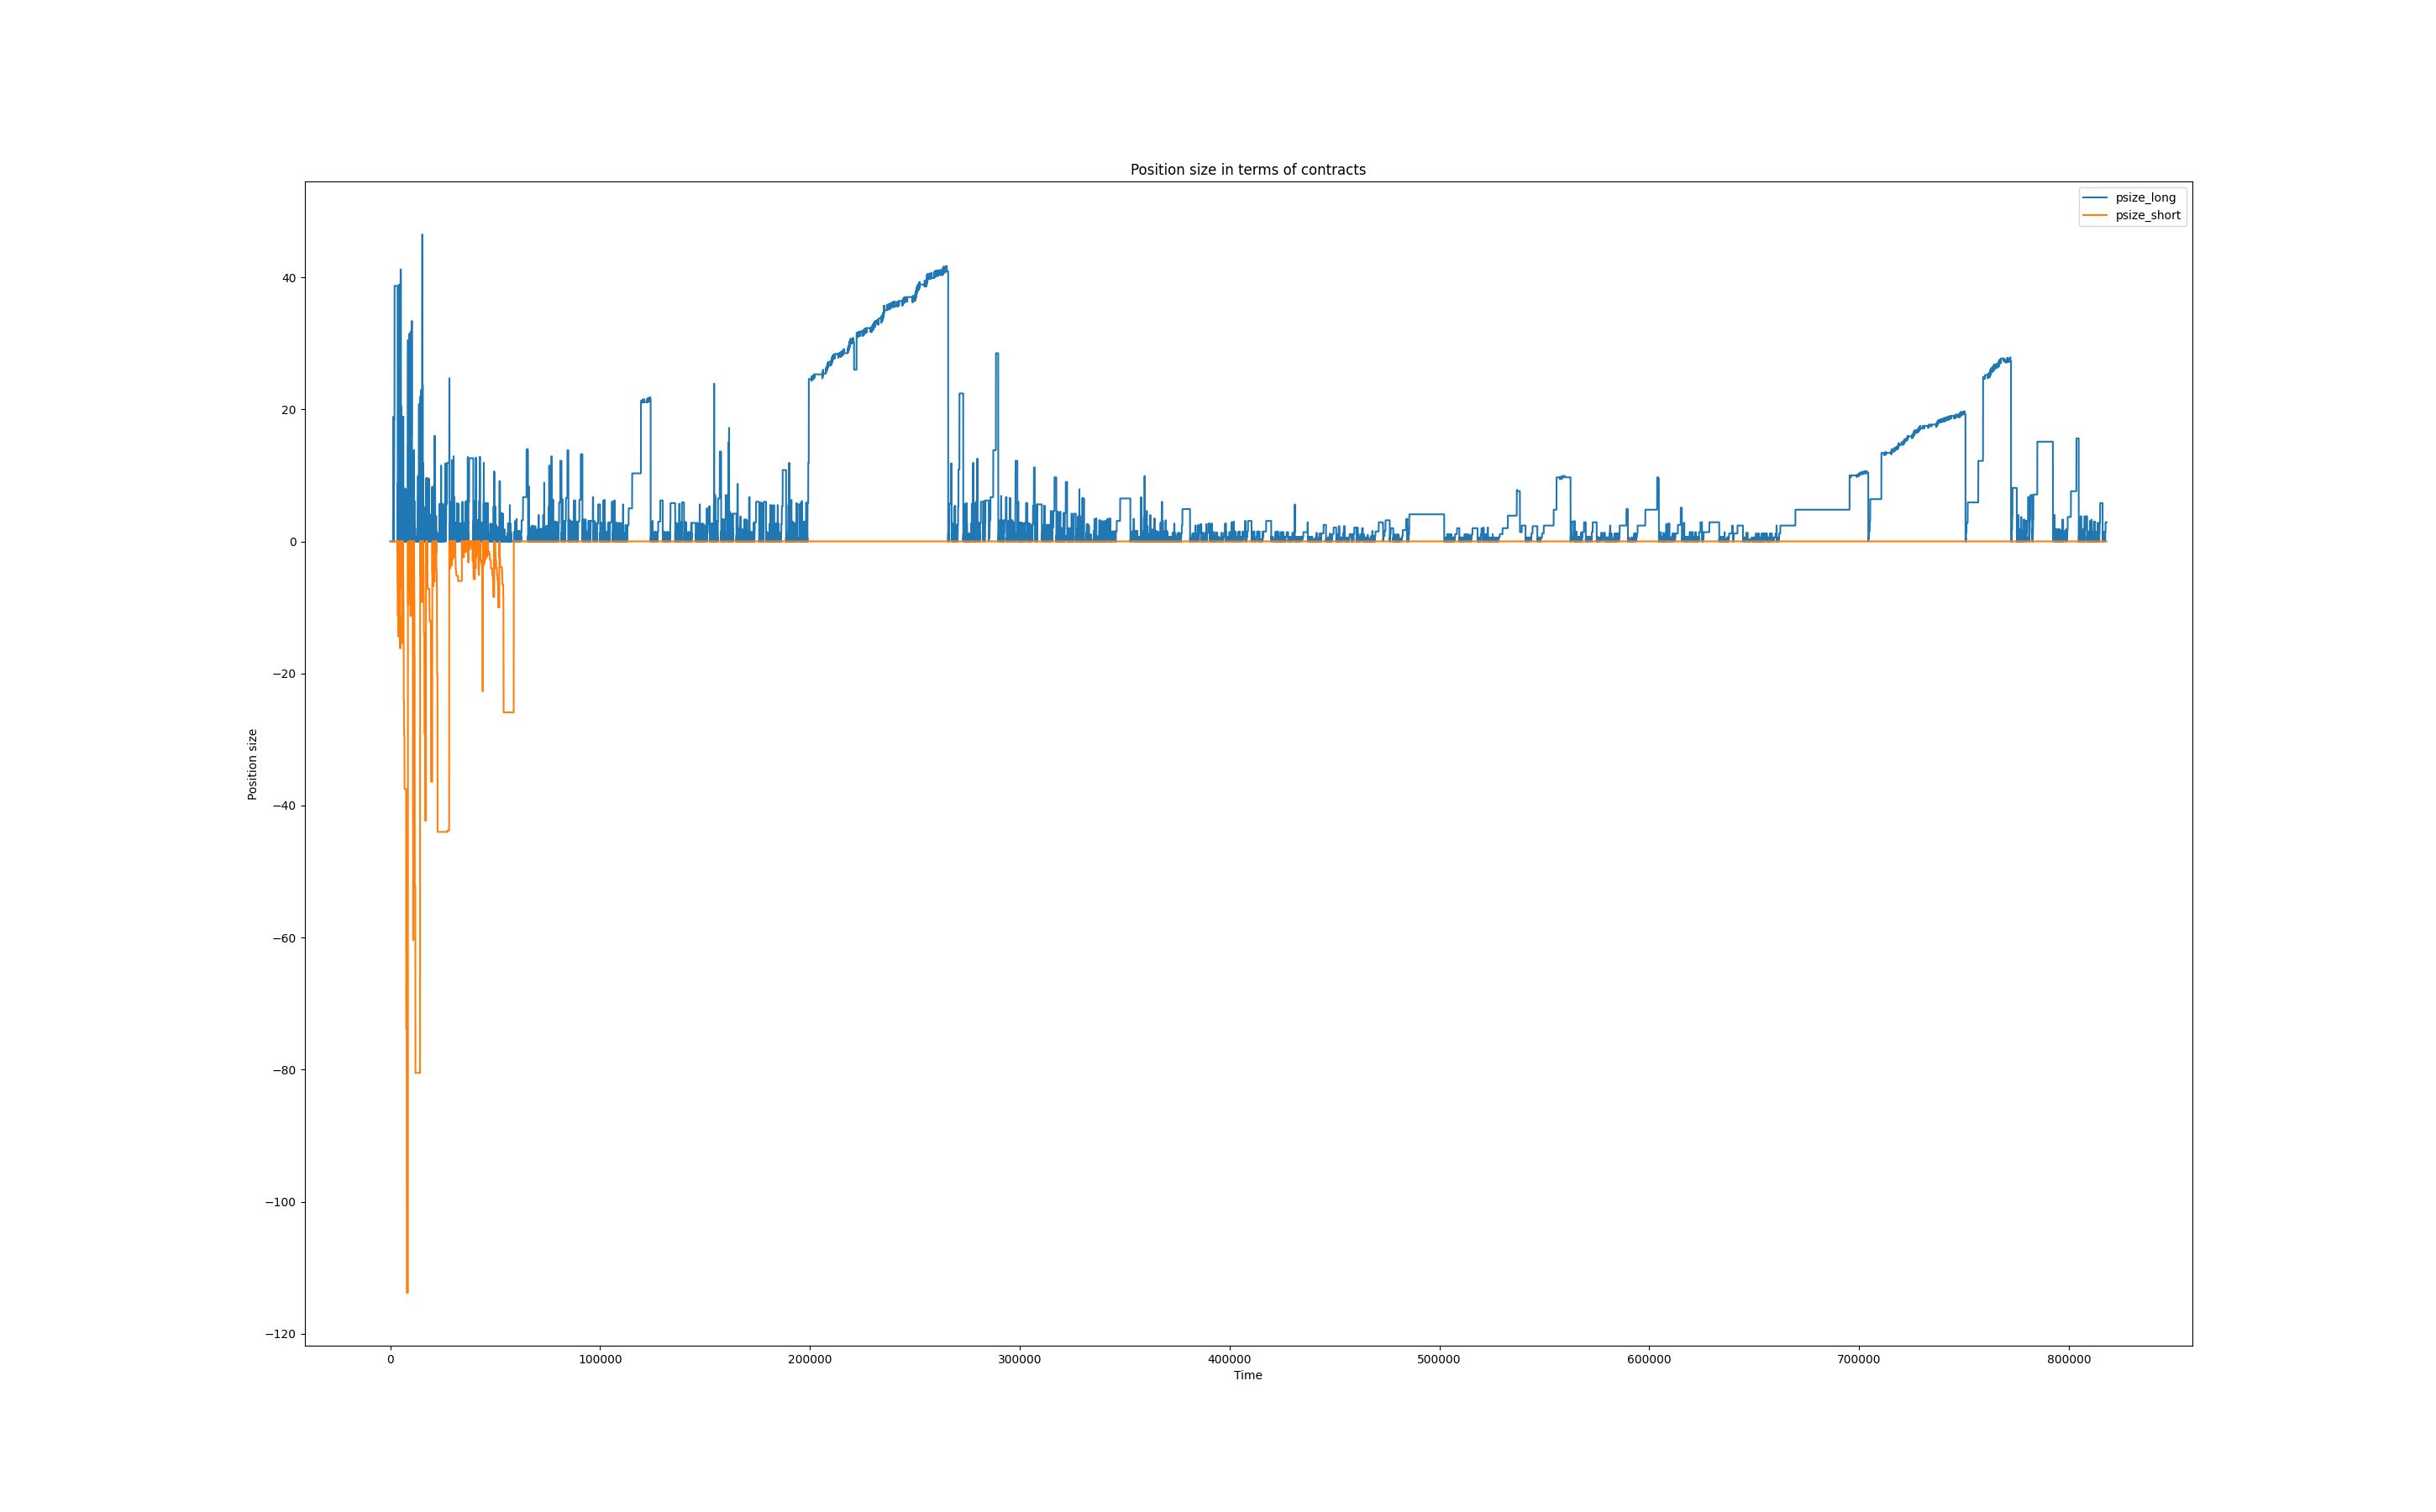 Position size in terms of contracts
psize_long
psize_short
Position size
40
20
0
−20
−40
−60
−80
−100
−120
0 100000 200000 300000 400000 500000 600000 700000 800000
Time